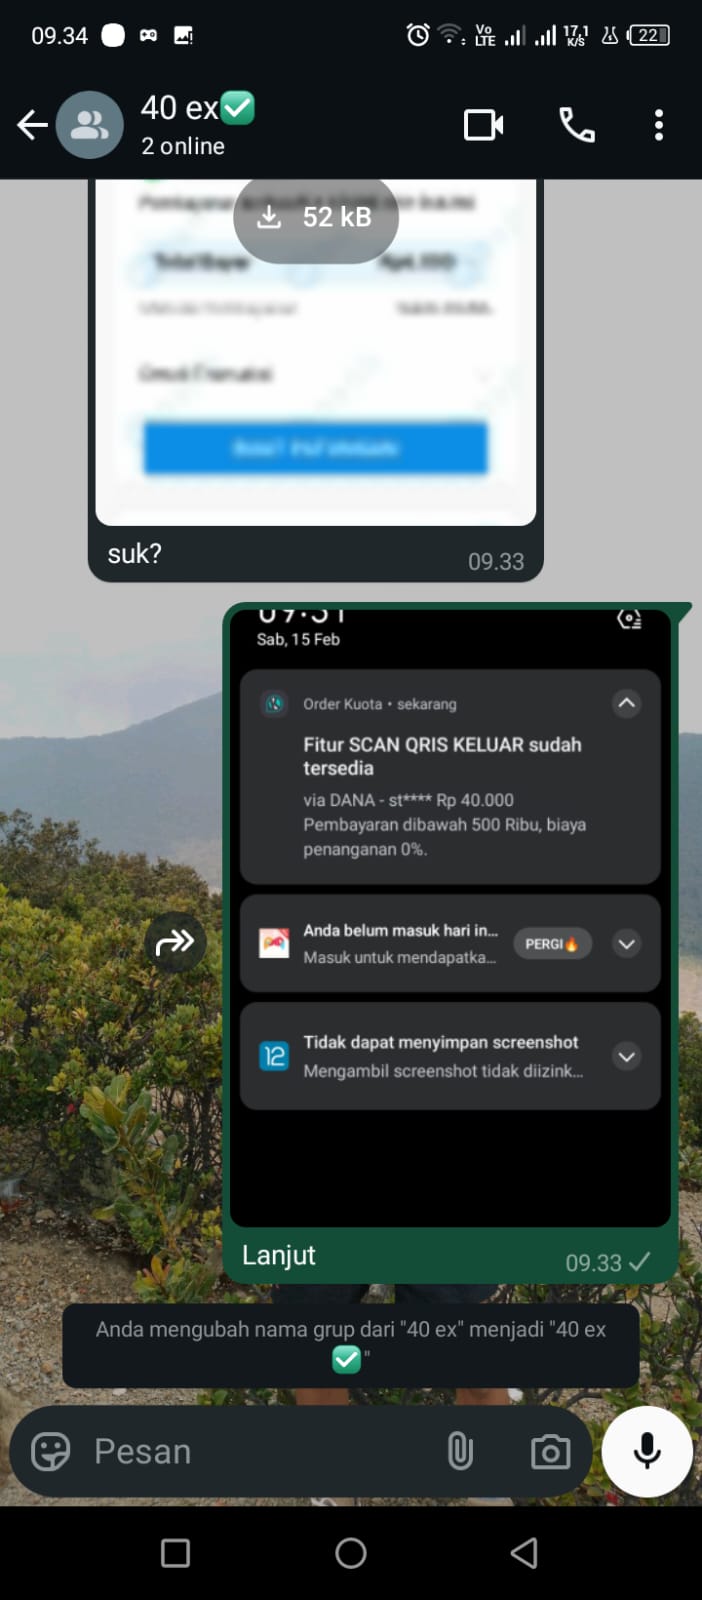 09.34
Vo LTE
17,1 K/S
22
40 ex✅
2 online
52 kB
suk?
09.33
Sab, 15 Feb
Order Kuota • sekarang
Fitur SCAN QRIS KELUAR sudah
tersedia
via DANA - st**** Rp 40.000
Pembayaran dibawah 500 Ribu, biaya
penanganan 0%.
Anda belum masuk hari in...
PERGI🔥
Masuk untuk mendapatka...
12
Tidak dapat menyimpan screenshot
Mengambil screenshot tidak diizink...
Lanjut
09.33
Anda mengubah nama grup dari "40 ex" menjadi "40 ex
✅"
Pesan